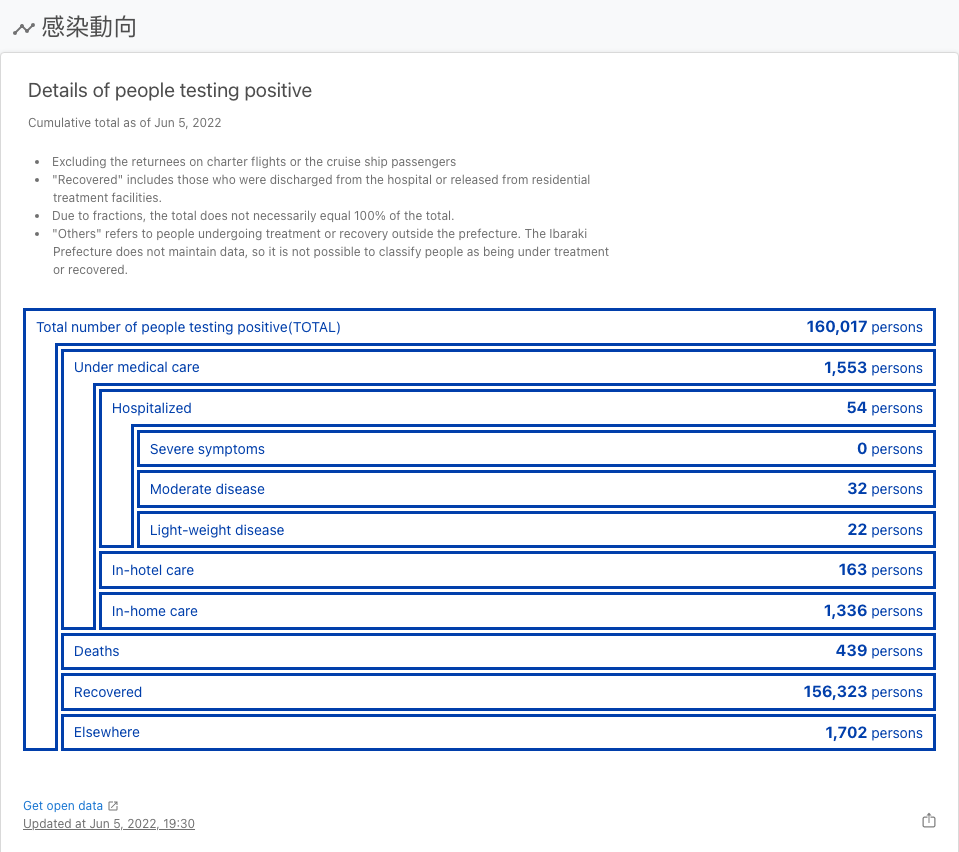 感染動向
Details of people testing positive
Cumulative total as of Jun 5, 2022
Excluding the returnees on charter flights or the cruise ship passengers
"Recovered" includes those who were discharged from the hospital or released from residential
treatment facilities.
Due to fractions, the total does not necessarily equal 100% of the total.
"Others" refers to people undergoing treatment or recovery outside the prefecture. The Ibaraki
Prefecture does not maintain data, so it is not possible to classify people as being under treatment
or recovered.
Total number of people testing positive(TOTAL) 160,017 persons
Under medical care 1,553 persons
Hospitalized 54 persons
Severe symptoms 0 persons
Moderate disease 32 persons
Light-weight disease 22 persons
In-hotel care 163 persons
In-home care 1,336 persons
Deaths 439 persons
Recovered 156,323 persons
Elsewhere 1,702 persons
Get open data
Updated at Jun 5, 2022, 19:30